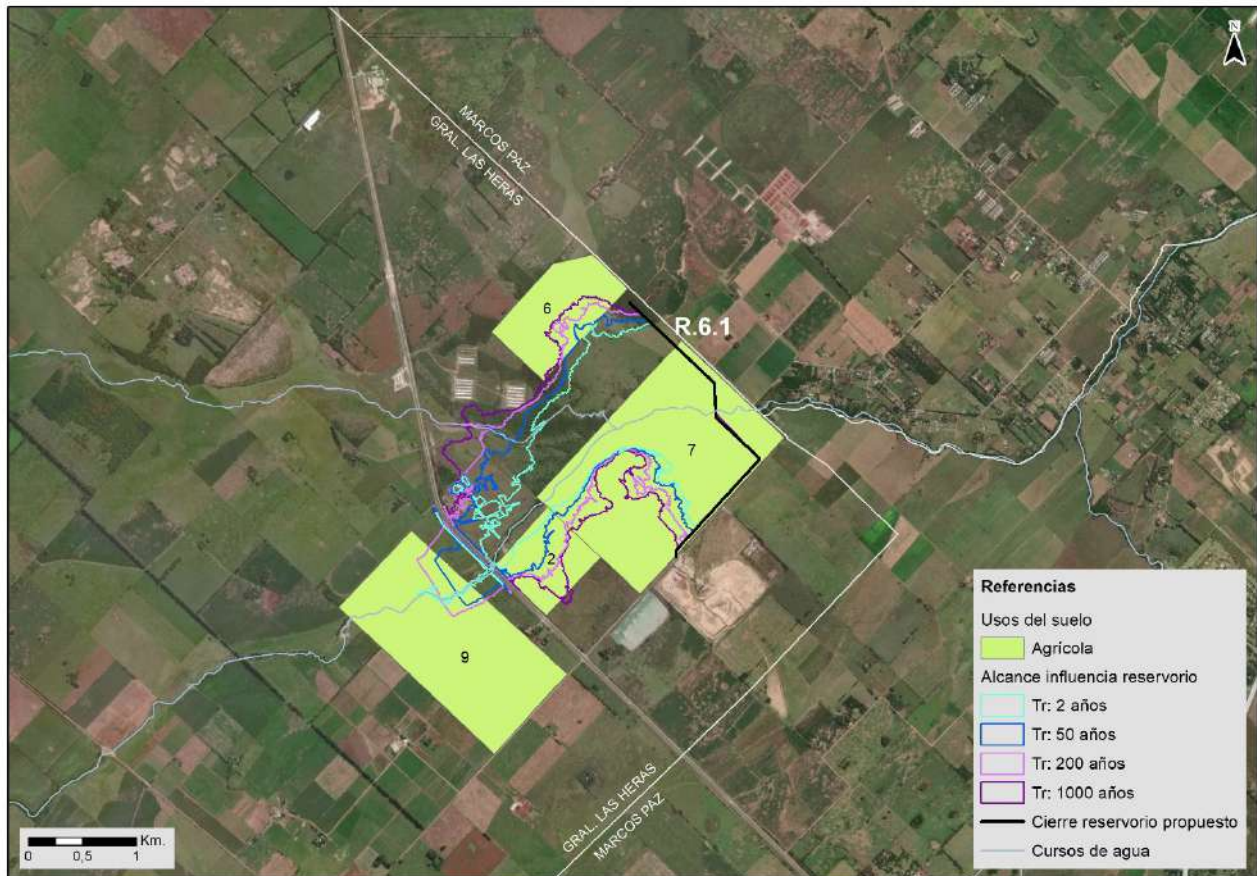 N
MARCOS PAZ
GRAL. LAS HERAS
6
R.6.1
7
2
9
GRAL. LAS HERAS
MARCOS PAZ
Referencias
Usos del suelo
Agrícola
Alcance influencia reservorio
Tr: 2 años
Tr: 50 años
Tr: 200 años
Tr: 1000 años
Cierre reservorio propuesto
Cursos de agua
Km.
0 0,5 1